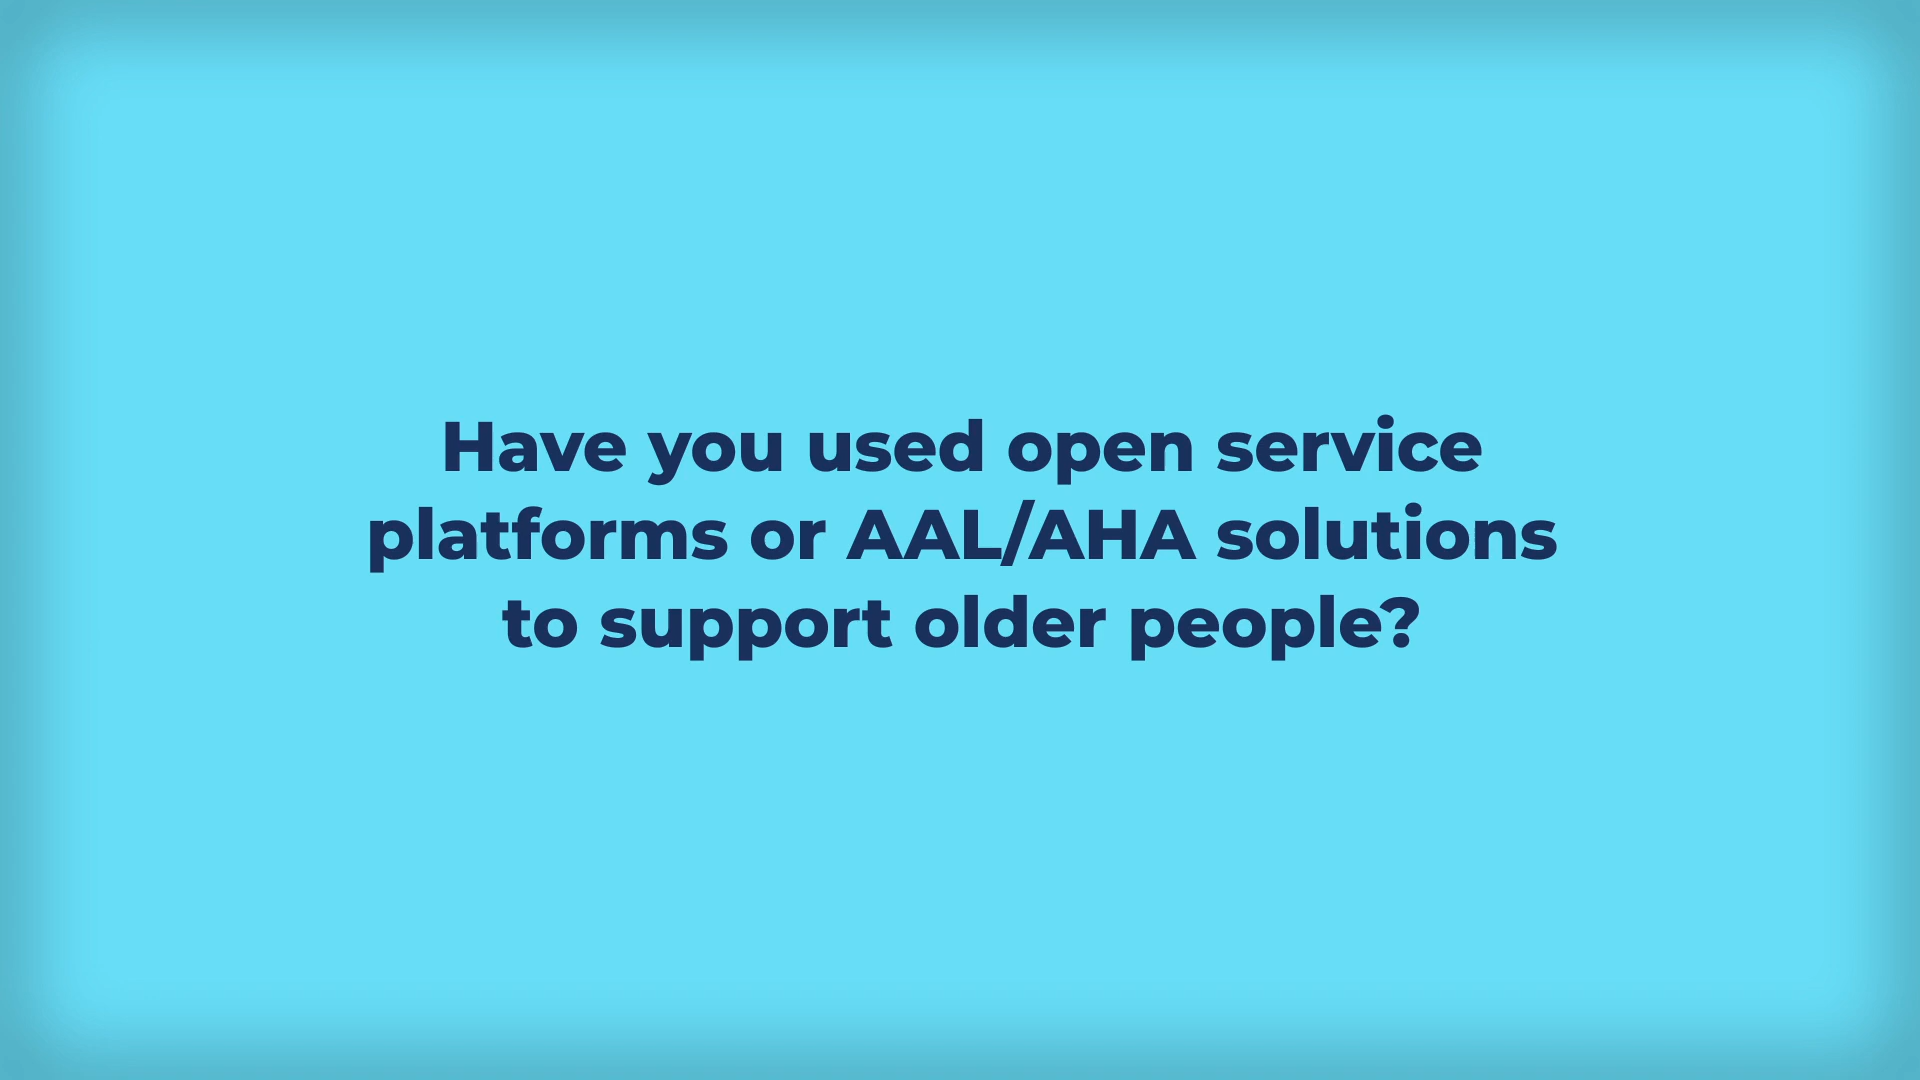 Have you used open service
platforms or AAL/AHA solutions
to support older people?